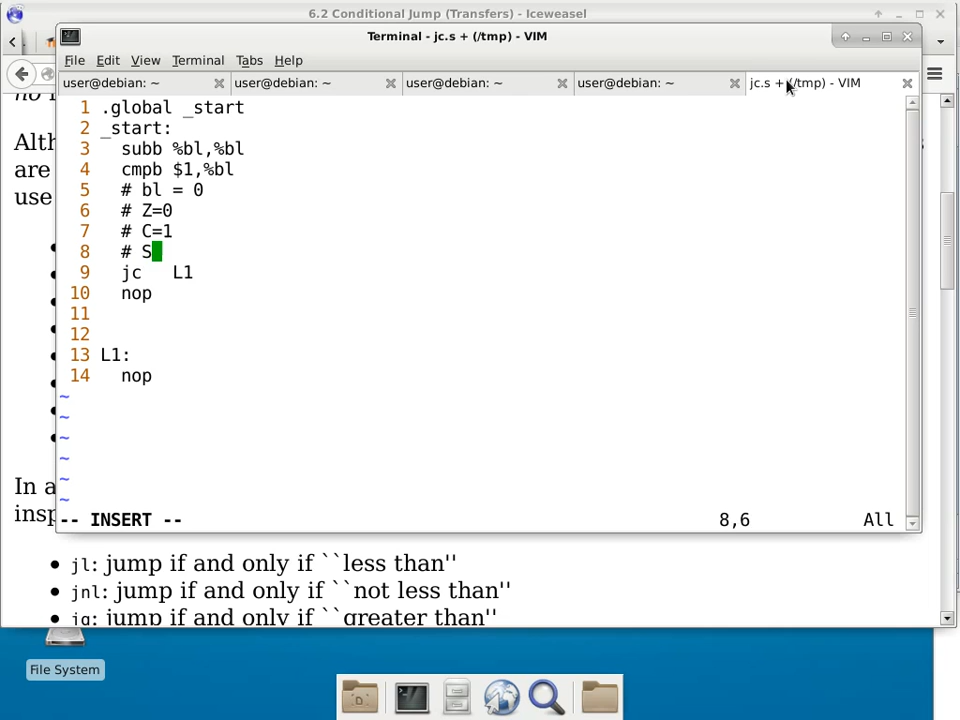 6.2 Conditional Jump (Transfers) - Iceweasel
Terminal - jc.s + (/tmp) - VIM
File Edit View Terminal Tabs Help
user@debian: ~ user@debian: ~ user@debian: ~ user@debian: ~ jc.s + (/tmp) - VIM
no
Alth
are
use
1 .global _start
2 _start:
3 subb %bl,%bl
4 cmpb $1,%bl
5 # bl = 0
6 # Z=0
7 # C=1
8 # S
9 jc L1
10 nop
11
12
13 L1:
14 nop
~
~
~
~
~
~
-- INSERT -- 8,6 All
In a
insp
• jl: jump if and only if ``less than''
• jnl: jump if and only if ``not less than''
• jg: jump if and only if ``greater than''
File System